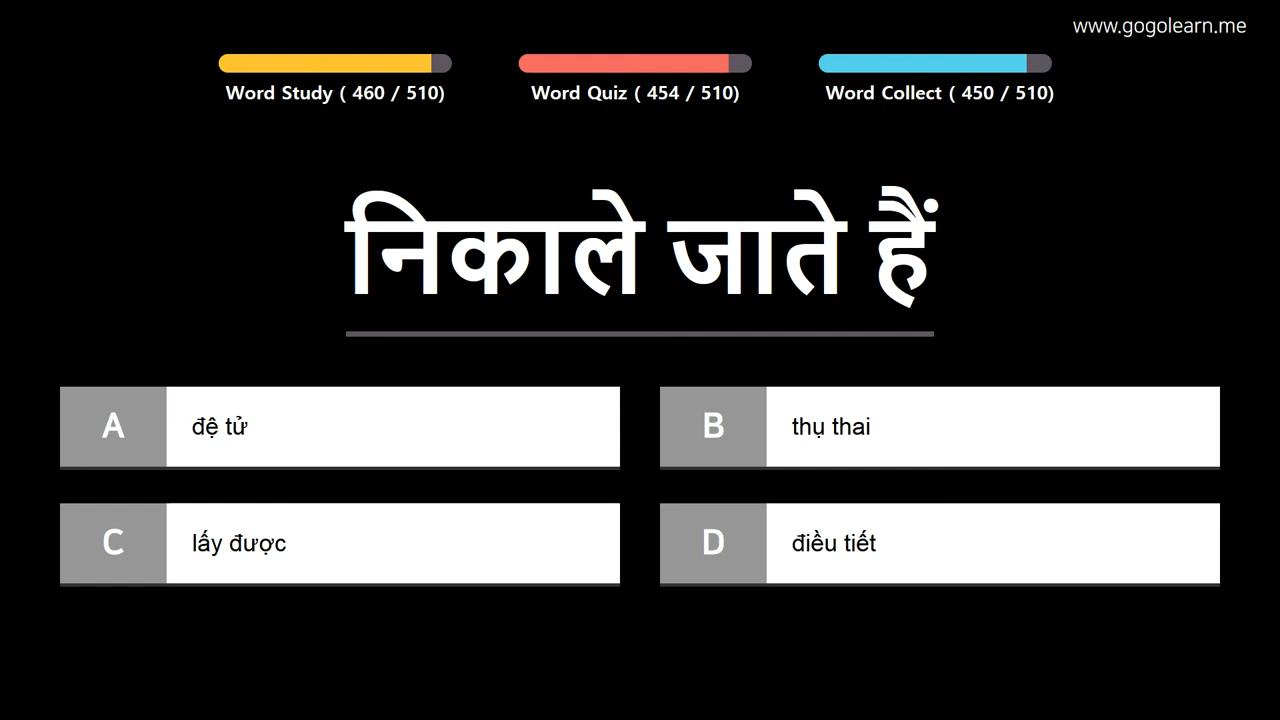 www.gogolearn.me
Word Study ( 460 / 510)
Word Quiz ( 454 / 510)
Word Collect ( 450 / 510)
निकाले जाते हैं
A đệ tử
B thụ thai
C lấy được
D điều tiết